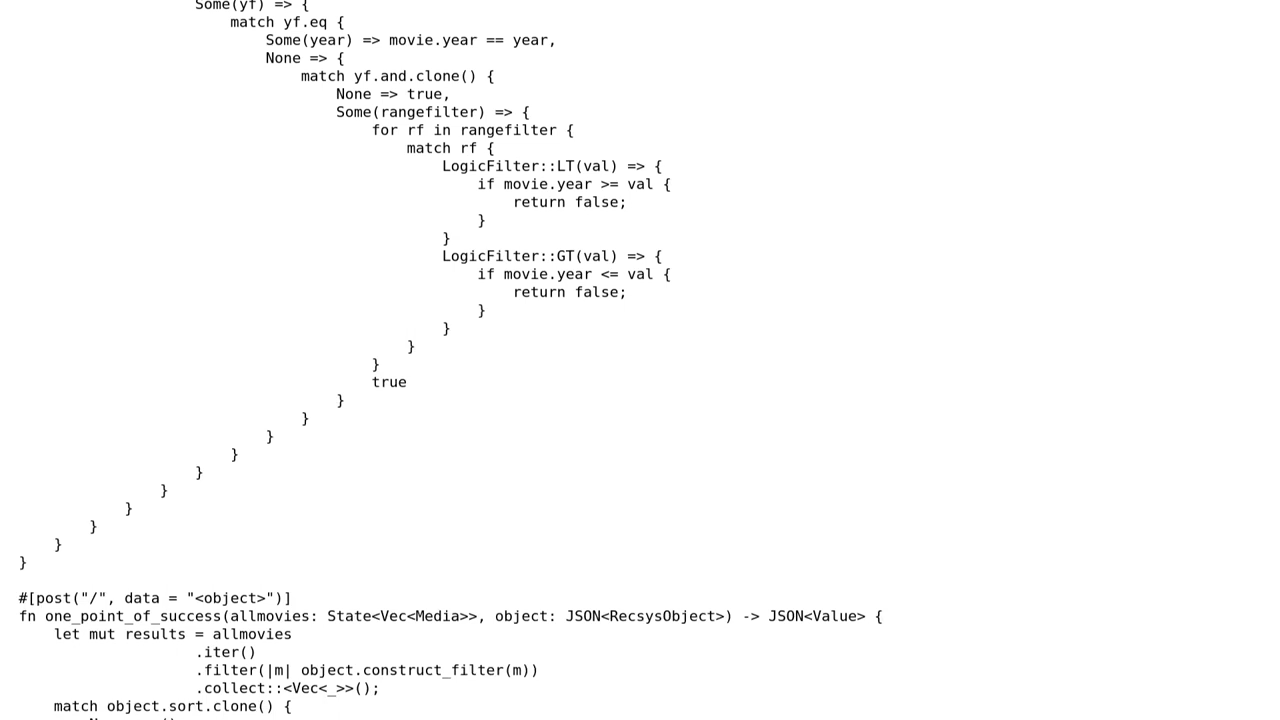 Some(yf) => {
match yf.eq {
Some(year) => movie.year == year,
None => {
match yf.and.clone() {
None => true,
Some(rangefilter) => {
for rf in rangefilter {
match rf {
LogicFilter::LT(val) => {
if movie.year >= val {
return false;
}
}
LogicFilter::GT(val) => {
if movie.year <= val {
return false;
}
}
}
}
true
}
}
}
}
}
}
}
}
}
}
#[post("/", data = "<object>")]
fn one_point_of_success(allmovies: State<Vec<Media>>, object: JSON<RecsysObject>) -> JSON<Value> {
let mut results = allmovies
.iter()
.filter(|m| object.construct_filter(m))
.collect::<Vec<_>>();
match object.sort.clone() {